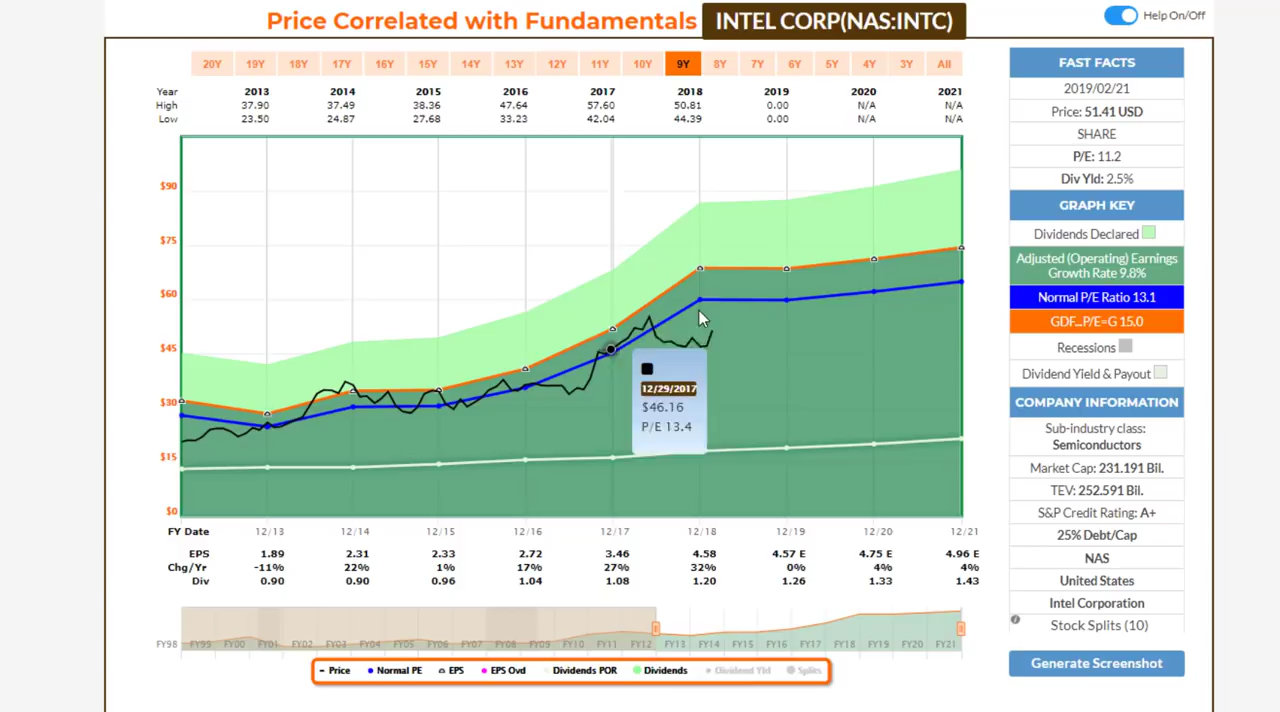 Price Correlated with Fundamentals INTEL CORP(NAS:INTC)
Help On/Off
20Y 19Y 18Y 17Y 16Y 15Y 14Y 13Y 12Y 11Y 10Y 9Y 8Y 7Y 6Y 5Y 4Y 3Y All
Year 2013 2014 2015 2016 2017 2018 2019 2020 2021
High 37.90 37.49 38.36 47.64 57.60 50.81 0.00 N/A N/A
Low 23.50 24.87 27.68 33.23 42.04 44.39 0.00 N/A N/A
$90
$75
$60
$45
$30
$15
$0
12/29/2017
$46.16
P/E 13.4
FY Date 12/13 12/14 12/15 12/16 12/17 12/18 12/19 12/20 12/21
EPS 1.89 2.31 2.33 2.72 3.46 4.58 4.57 E 4.75 E 4.96 E
Chg/Yr -11% 22% 1% 17% 27% 32% 0% 4% 4%
Div 0.90 0.90 0.96 1.04 1.08 1.20 1.26 1.33 1.43
FY98 FY99 FY00 FY01 FY02 FY03 FY04 FY05 FY06 FY07 FY08 FY09 FY10 FY11 FY12 FY13 FY14 FY15 FY16 FY17 FY18 FY19 FY20 FY21
Price Normal PE EPS EPS Ovd Dividends POR Dividends Dividend Yld Splits
FAST FACTS
2019/02/21
Price: 51.41 USD
SHARE
P/E: 11.2
Div Yld: 2.5%
GRAPH KEY
Dividends Declared
Adjusted (Operating) Earnings
Growth Rate 9.8%
Normal P/E Ratio 13.1
GDF...P/E=G 15.0
Recessions
Dividend Yield & Payout
COMPANY INFORMATION
Sub-industry class:
Semiconductors
Market Cap: 231.191 Bil.
TEV: 252.591 Bil.
S&P Credit Rating: A+
25% Debt/Cap
NAS
United States
Intel Corporation
Stock Splits (10)
Generate Screenshot